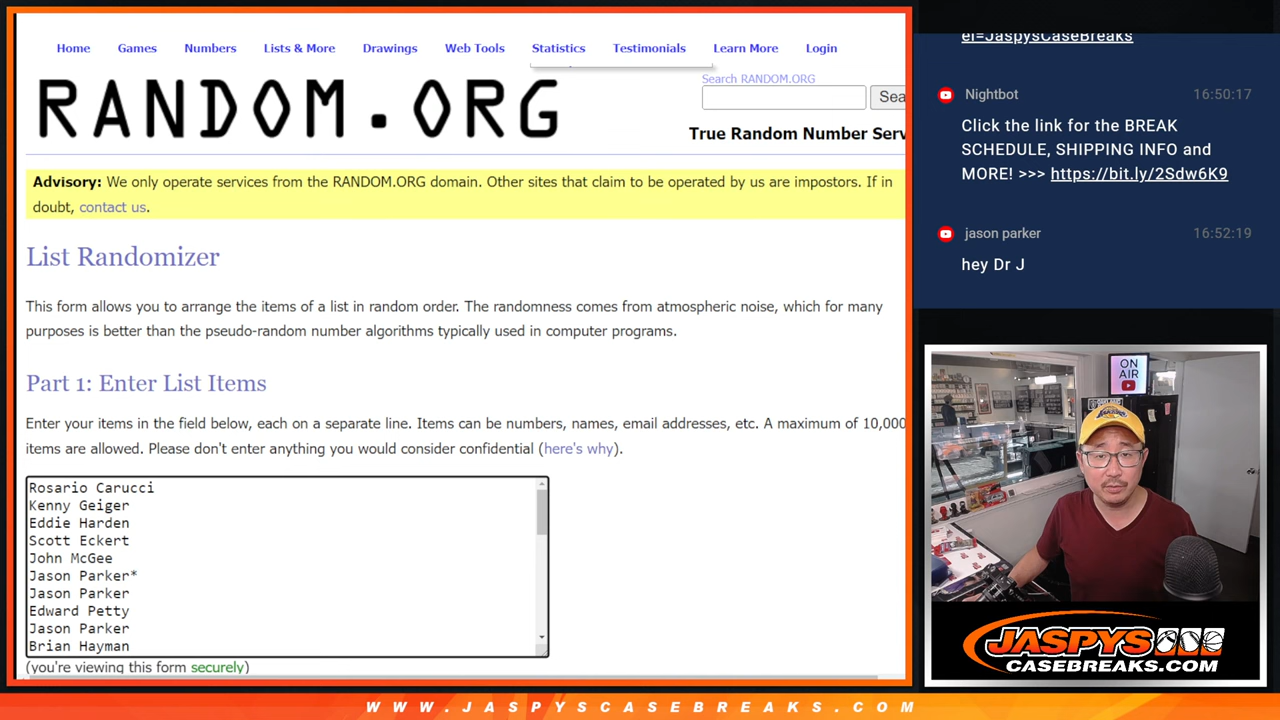 Home Games Numbers Lists & More Drawings Web Tools Statistics Testimonials Learn More Login
RANDOM.ORG
Search RANDOM.ORG
Sea
True Random Number Serv
Advisory: We only operate services from the RANDOM.ORG domain. Other sites that claim to be operated by us are impostors. If in
doubt, contact us.
List Randomizer
This form allows you to arrange the items of a list in random order. The randomness comes from atmospheric noise, which for many
purposes is better than the pseudo-random number algorithms typically used in computer programs.
Part 1: Enter List Items
Enter your items in the field below, each on a separate line. Items can be numbers, names, email addresses, etc. A maximum of 10,000
items are allowed. Please don't enter anything you would consider confidential (here's why).
Rosario Carucci
Kenny Geiger
Eddie Harden
Scott Eckert
John McGee
Jason Parker*
Jason Parker
Edward Petty
Jason Parker
Brian Hayman
(you're viewing this form securely)
ei=JaspysCaseBreaks
Nightbot 16:50:17
Click the link for the BREAK
SCHEDULE, SHIPPING INFO and
MORE! >>> https://bit.ly/2Sdw6K9
jason parker 16:52:19
hey Dr J
ON
AIR
JASPYS
CASEBREAKS.COM
WWW.JASPYSCASEBREAKS.COM